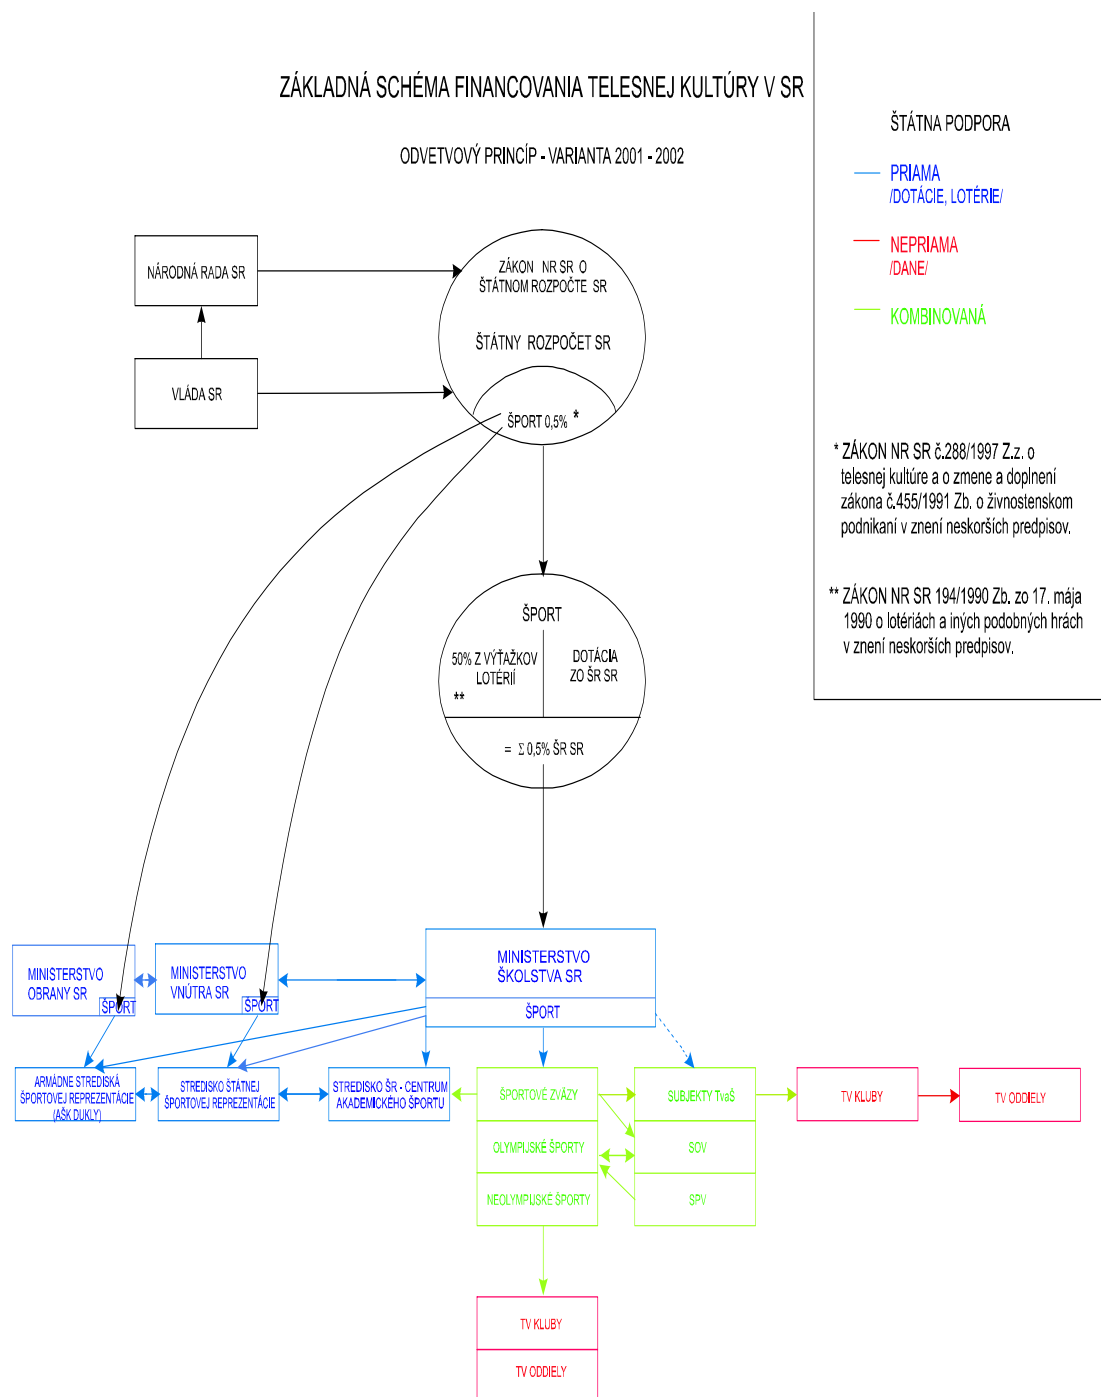 ZÁKLADNÁ SCHÉMA FINANCOVANIA TELESNEJ KULTÚRY V SR
ODVETVOVÝ PRINCÍP - VARIANTA 2001 - 2002
ŠTÁTNA PODPORA
PRIAMA
/DOTÁCIE, LOTÉRIE/
NEPRIAMA
/DANE/
KOMBINOVANÁ
* ZÁKON NR SR č.288/1997 Z.z. o
telesnej kultúre a o zmene a doplnení
zákona č.455/1991 Zb. o živnostenskom
podnikaní v znení neskorších predpisov.
** ZÁKON NR SR 194/1990 Zb. zo 17. mája
1990 o lotériách a iných podobných hrách
v znení neskorších predpisov.
NÁRODNÁ RADA SR
VLÁDA SR
ZÁKON NR SR O
ŠTÁTNOM ROZPOČTE SR
ŠTÁTNY ROZPOČET SR
ŠPORT 0,5% *
ŠPORT
50% Z VÝŤAŽKOV
LOTÉRIÍ
**
DOTÁCIA
ZO ŠR SR
= Σ 0,5% ŠR SR
MINISTERSTVO
OBRANY SR
ŠPORT
MINISTERSTVO
VNÚTRA SR
ŠPORT
MINISTERSTVO
ŠKOLSTVA SR
ŠPORT
ARMÁDNE STREDISKÁ
ŠPORTOVEJ REPREZENTÁCIE
(AŠK DUKLY)
STREDISKO ŠTÁTNEJ
ŠPORTOVEJ REPREZENTÁCIE
STREDISKO ŠR - CENTRUM
AKADEMICKÉHO ŠPORTU
ŠPORTOVÉ ZVÄZY
OLYMPIJSKÉ ŠPORTY
NEOLYMPIJSKÉ ŠPORTY
SUBJEKTY TvaŠ
SOV
SPV
TV KLUBY
TV ODDIELY
TV KLUBY
TV ODDIELY